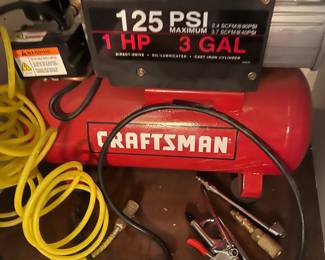 WARNING
125 PSI
MAXIMUM
2.4 SCFM@90PSI
3.7 SCFM@40PSI
1 HP 3 GAL
DIRECT-DRIVE • OIL-LUBRICATED • CAST IRON CYLINDER
CRAFTSMAN